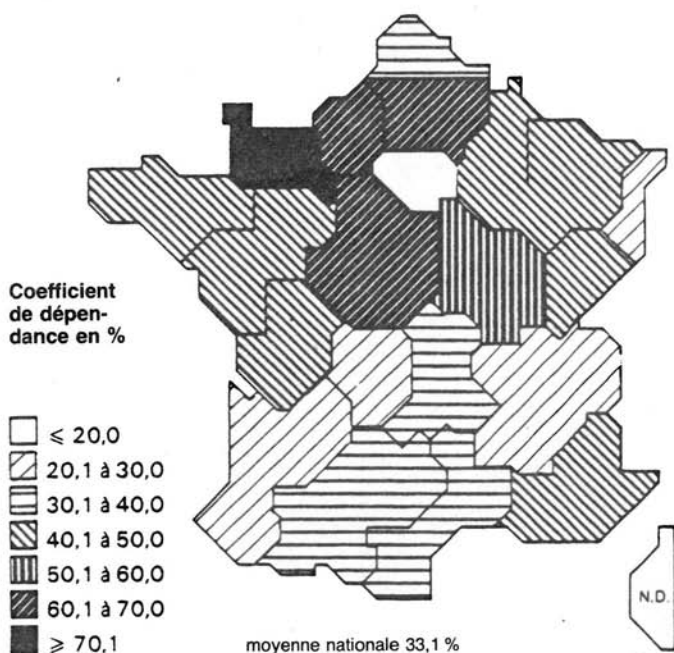 Coefficient
de dépen-
dance en %
≤ 20,0
20,1 à 30,0
30,1 à 40,0
40,1 à 50,0
50,1 à 60,0
60,1 à 70,0
≥ 70,1
moyenne nationale 33,1 %
N.D.